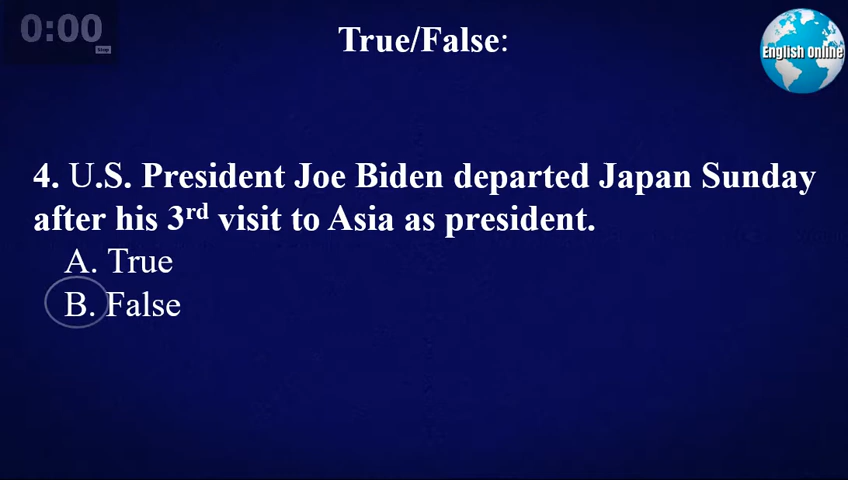 0:00
Stop
True/False:
English Online
4. U.S. President Joe Biden departed Japan Sunday
after his 3rd visit to Asia as president.
A. True
B. False